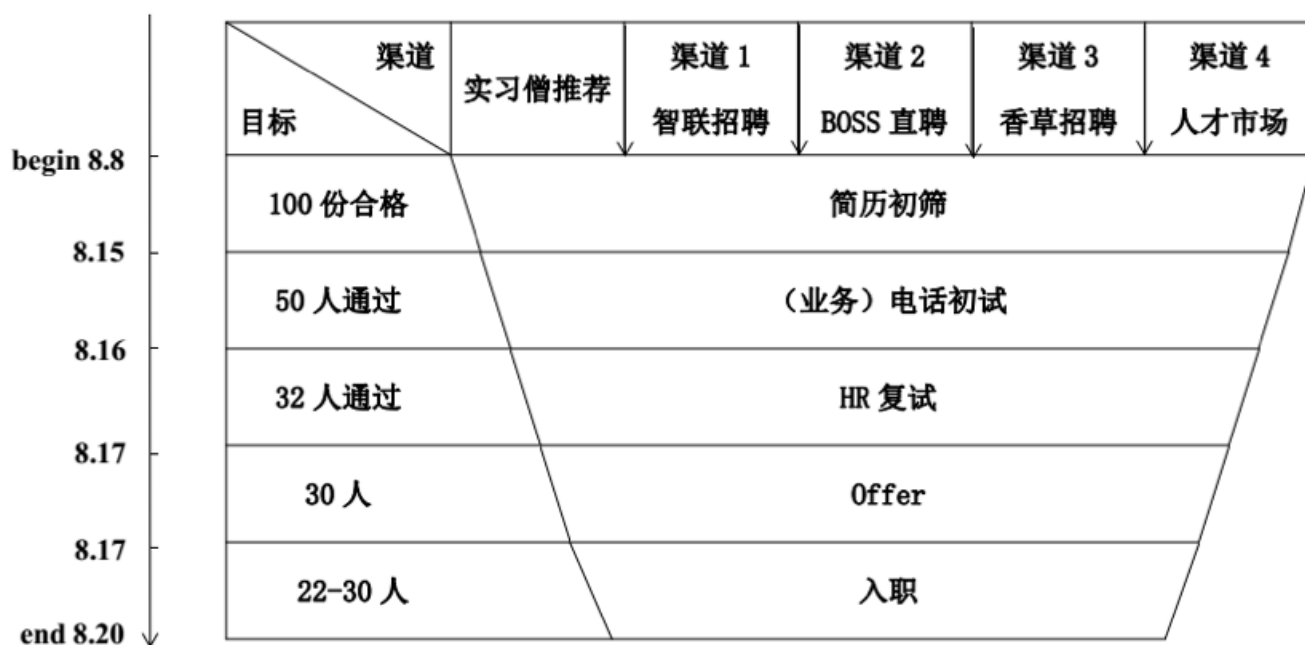 渠道
目标
实习僧推荐
渠道 1
智联招聘
渠道 2
BOSS 直聘
渠道 3
香草招聘
渠道 4
人才市场
begin 8.8
100 份合格
简历初筛
8.15
50 人通过
（业务）电话初试
8.16
32 人通过
HR 复试
8.17
30 人
Offer
8.17
22-30 人
入职
end 8.20